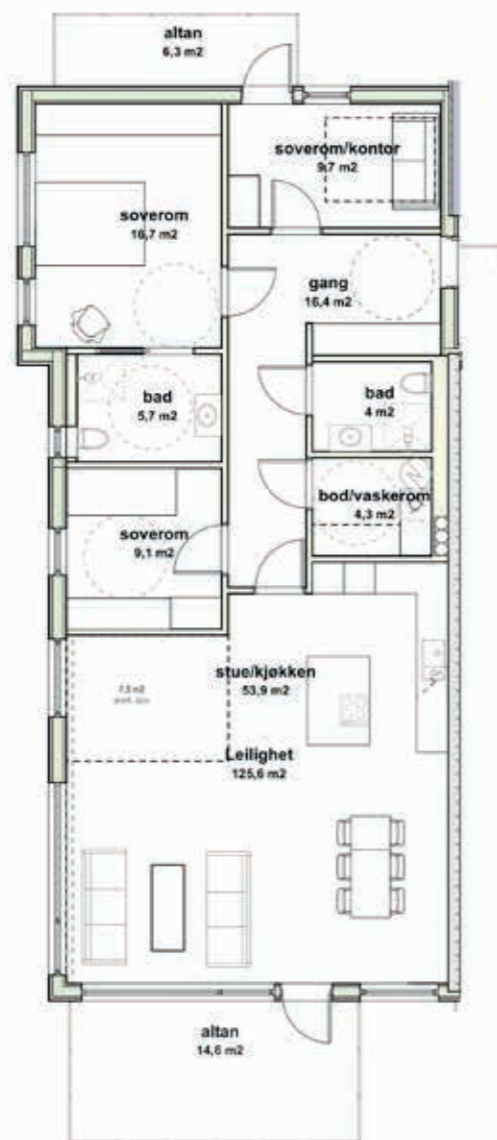 altan
6,3 m2
soverom/kontor
9,7 m2
soverom
16,7 m2
gang
16,4 m2
bad
5,7 m2
bad
4 m2
bod/vaskerom
4,3 m2
soverom
9,1 m2
stue/kjøkken
53,9 m2
7,5 m2
Leilighet
125,6 m2
altan
14,6 m2